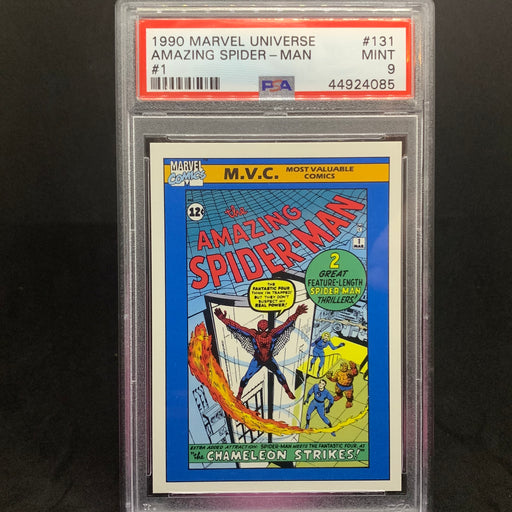 1990 MARVEL UNIVERSE #131
AMAZING SPIDER-MAN MINT
#1 PSA 9
44924085
MARVEL
COMICS
M.V.C. MOST VALUABLE
COMICS
12¢
the
AMAZING
SPIDER-MAN
1
MAR.
2
GREAT
FEATURE-LENGTH
SPIDER-MAN
THRILLERS!
THE
FANTASTIC FOUR
THINK I'M TRAPPED!
BUT THEY DON'T
SUSPECT MY
REAL POWER!
EXTRA ADDED ATTRACTION: SPIDER-MAN MEETS THE FANTASTIC FOUR, AS
"the CHAMELEON STRIKES!"